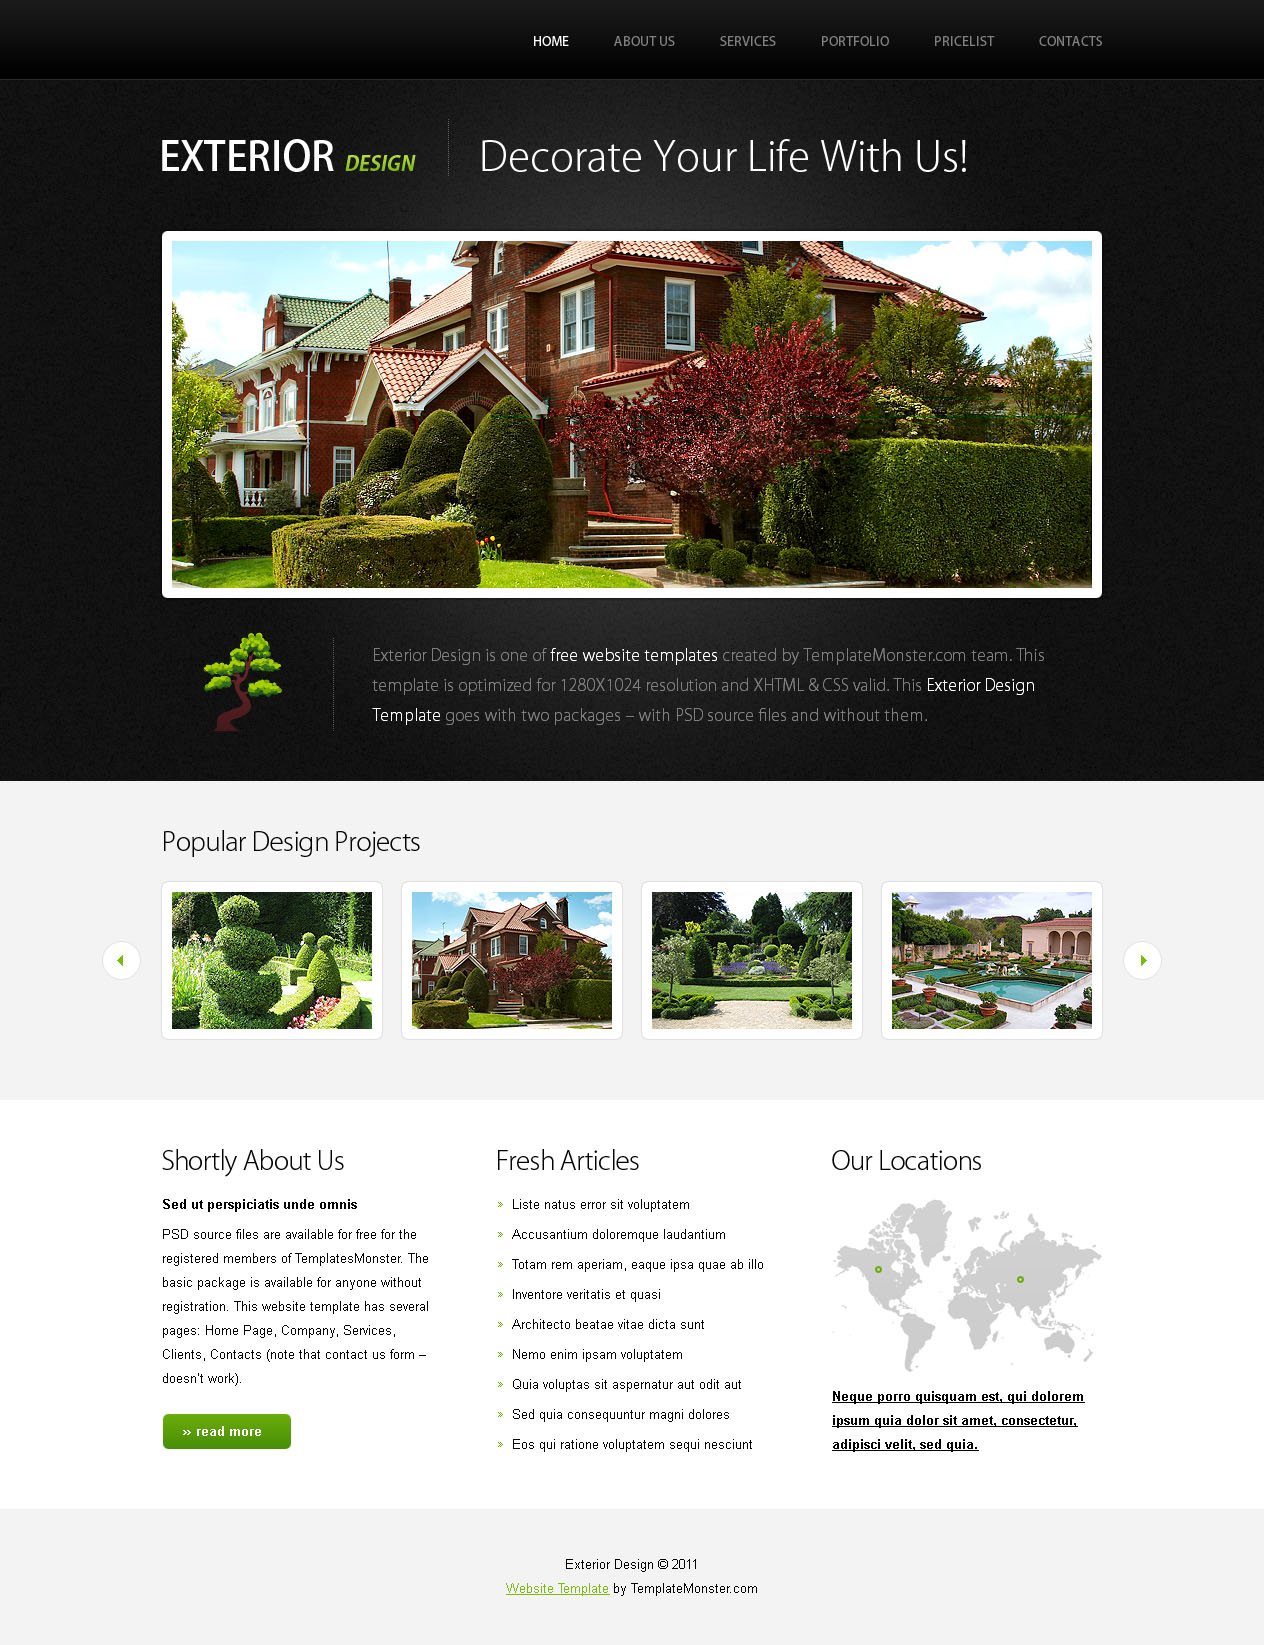 HOME ABOUT US SERVICES PORTFOLIO PRICELIST CONTACTS
EXTERIOR DESIGN
Decorate Your Life With Us!
Exterior Design is one of free website templates created by TemplateMonster.com team. This
template is optimized for 1280X1024 resolution and XHTML & CSS valid. This Exterior Design
Template goes with two packages – with PSD source files and without them.
Popular Design Projects
Shortly About Us
Sed ut perspiciatis unde omnis
PSD source files are available for free for the
registered members of TemplatesMonster. The
basic package is available for anyone without
registration. This website template has several
pages: Home Page, Company, Services,
Clients, Contacts (note that contact us form –
doesn't work).
» read more
Fresh Articles
» Liste natus error sit voluptatem
» Accusantium doloremque laudantium
» Totam rem aperiam, eaque ipsa quae ab illo
» Inventore veritatis et quasi
» Architecto beatae vitae dicta sunt
» Nemo enim ipsam voluptatem
» Quia voluptas sit aspernatur aut odit aut
» Sed quia consequuntur magni dolores
» Eos qui ratione voluptatem sequi nesciunt
Our Locations
Neque porro quisquam est, qui dolorem
ipsum quia dolor sit amet, consectetur,
adipisci velit, sed quia.
Exterior Design © 2011
Website Template by TemplateMonster.com